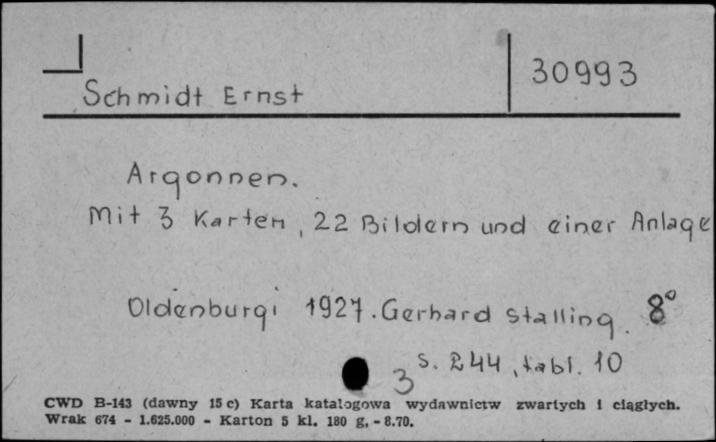 Schmidt Ernst
30993
Argonnen.
Mit 3 Karten, 22 Bildern und einer Anlage
Oldenburgi 1927. Gerhard Stalling. 8°
3 s. 244, tabl. 10
CWD B-143 (dawny 15 c) Karta katalogowa wydawnictw zwartych i ciągłych.
Wrak 674 - 1.625.000 - Karton 5 kl. 180 g. - 8.70.